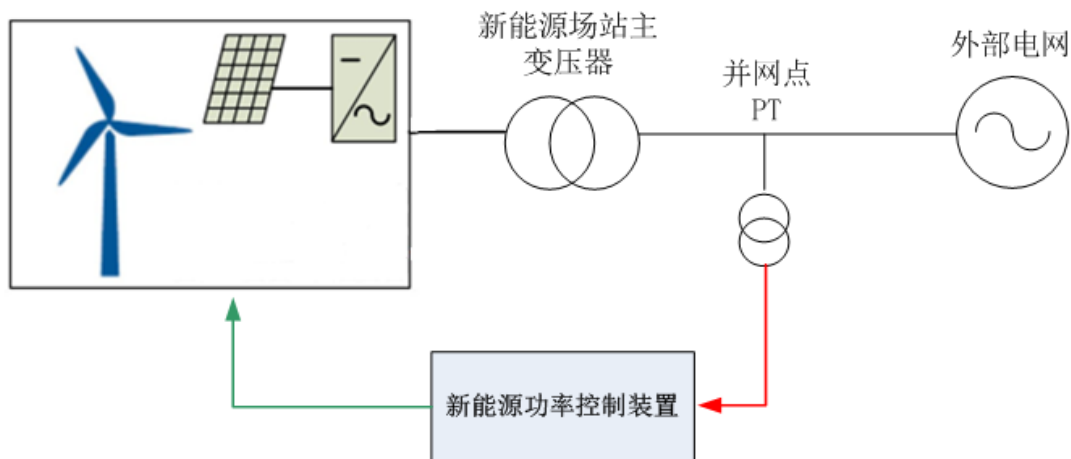 新能源场站主
变压器
并网点
PT
外部电网
新能源功率控制装置